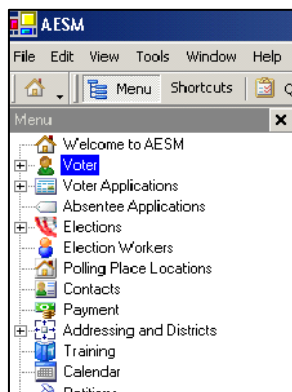 AESM
File Edit View Tools Window Help
Menu Shortcuts Q
Menu
Welcome to AESM
Voter
Voter Applications
Absentee Applications
Elections
Election Workers
Polling Place Locations
Contacts
Payment
Addressing and Districts
Training
Calendar
Petitions